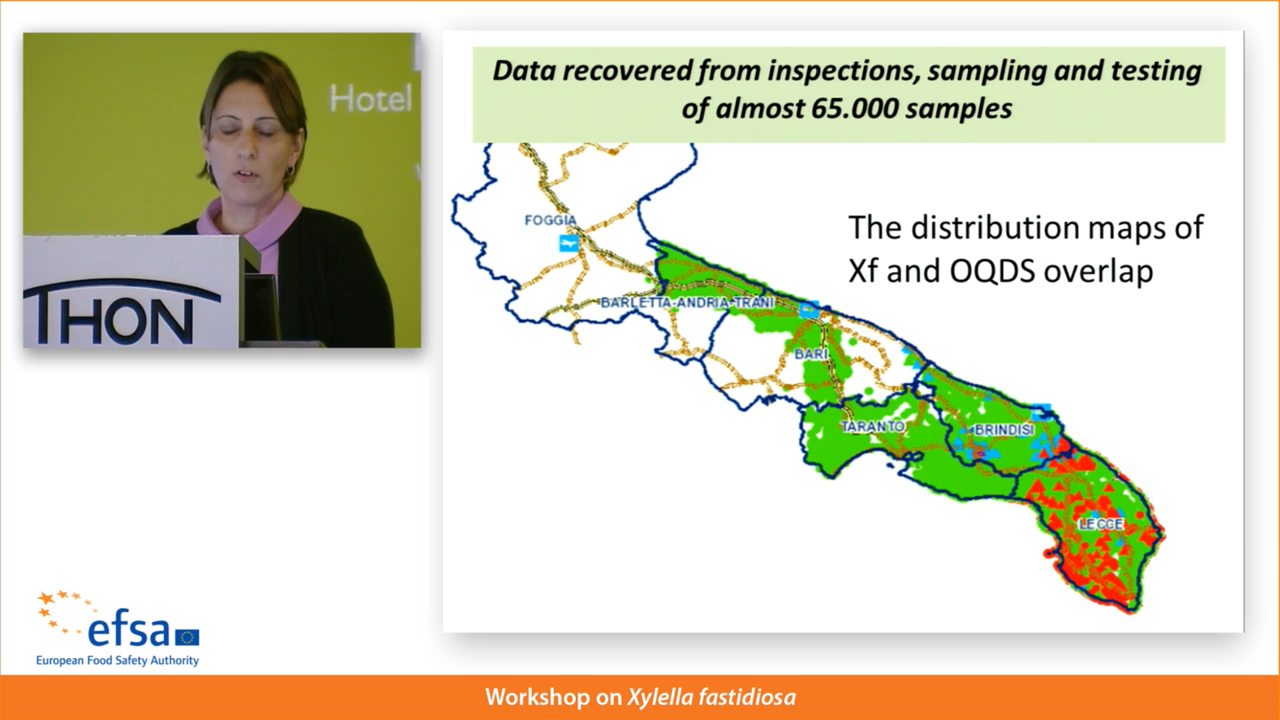 Hotel
THON
Data recovered from inspections, sampling and testing
of almost 65.000 samples
The distribution maps of
Xf and OQDS overlap
FOGGIA
BARLETTA-ANDRIA-TRANI
BARI
TARANTO
BRINDISI
LECCE
efsa
European Food Safety Authority
Workshop on Xylella fastidiosa